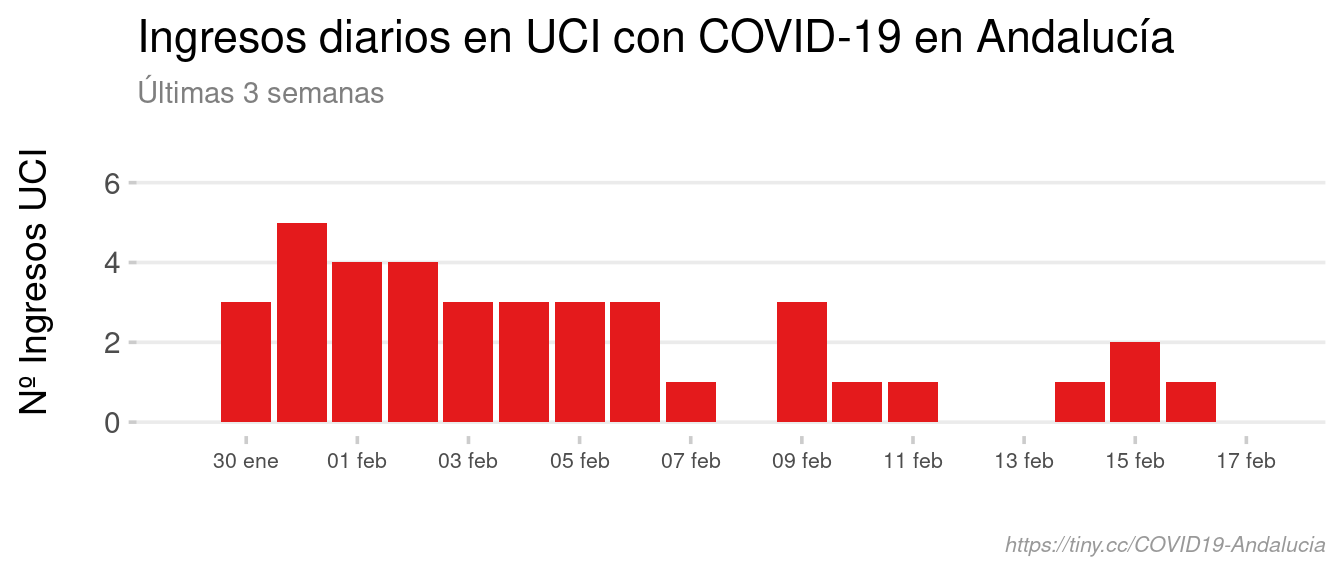 Ingresos diarios en UCI con COVID-19 en Andalucía
Últimas 3 semanas
Nº Ingresos UCI
6
4
2
0
30 ene 01 feb 03 feb 05 feb 07 feb 09 feb 11 feb 13 feb 15 feb 17 feb
https://tiny.cc/COVID19-Andalucia